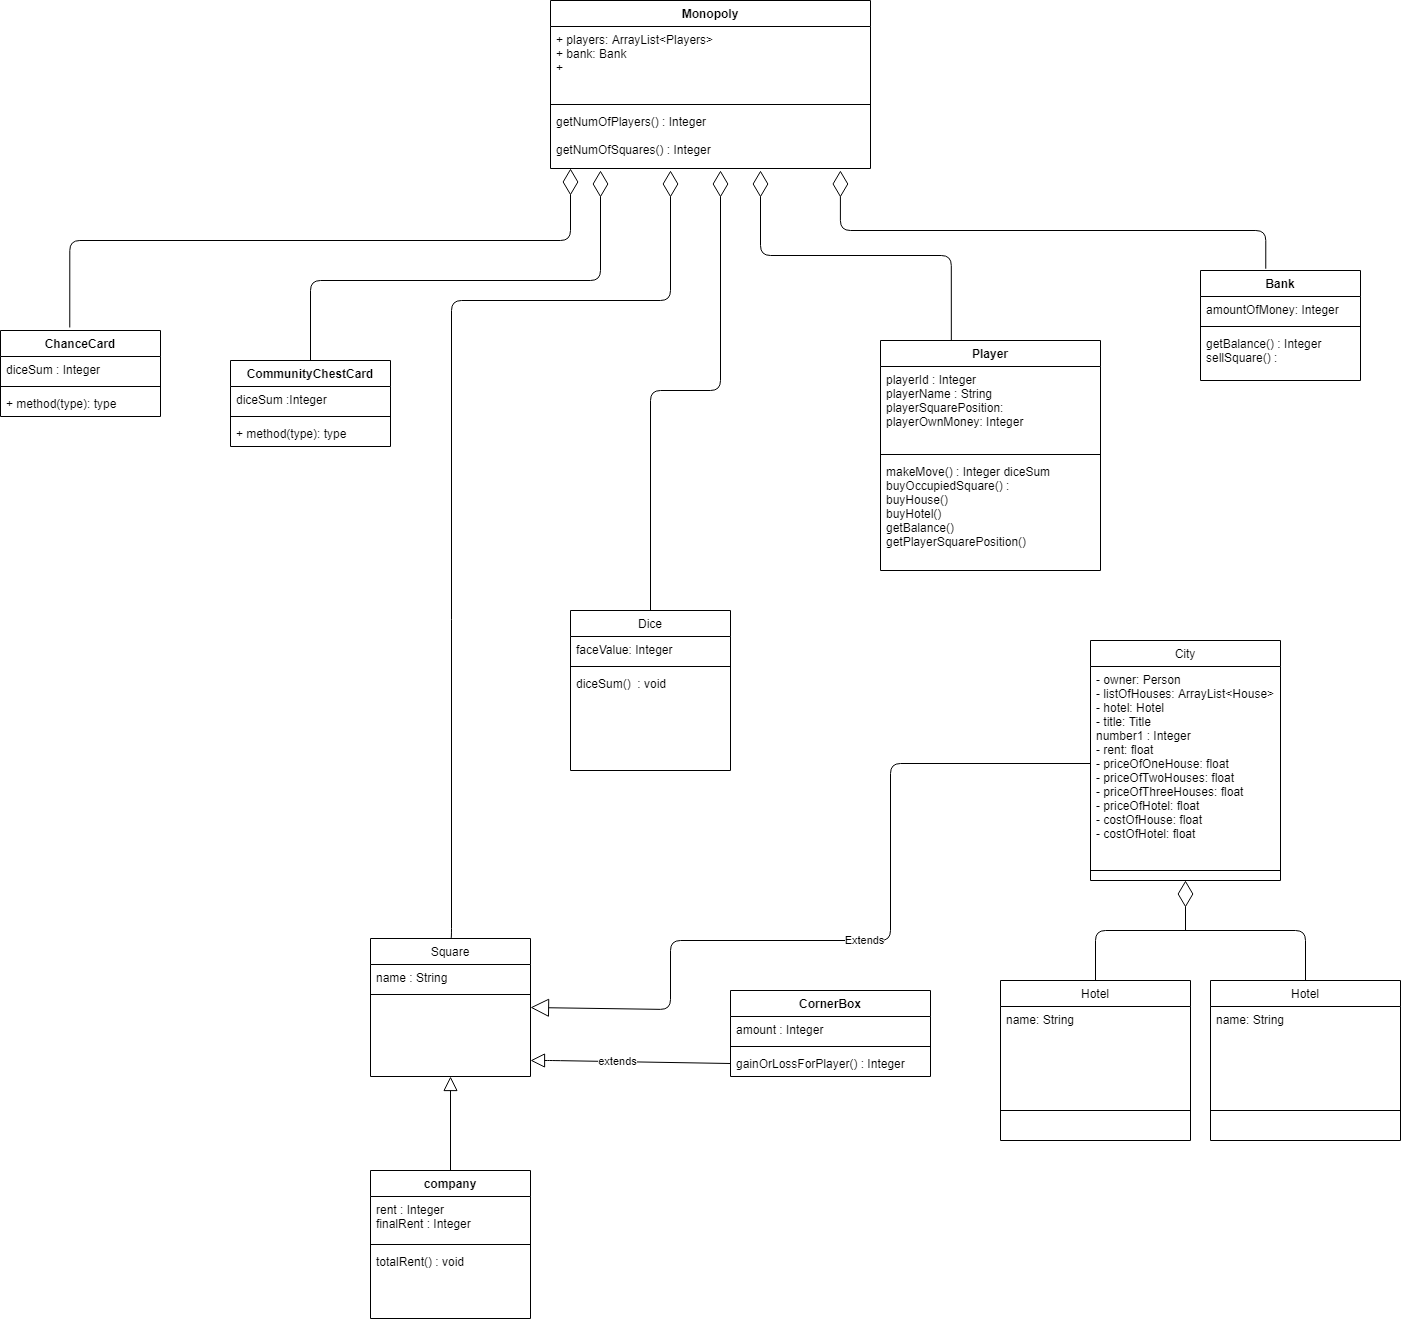 Monopoly
+ players: ArrayList<Players>
+ bank: Bank
+
getNumOfPlayers() : Integer
getNumOfSquares() : Integer
ChanceCard
diceSum : Integer
+ method(type): type
CommunityChestCard
diceSum :Integer
+ method(type): type
Player
playerId : Integer
playerName : String
playerSquarePosition:
playerOwnMoney: Integer
makeMove() : Integer diceSum
buyOccupiedSquare() :
buyHouse()
buyHotel()
getBalance()
getPlayerSquarePosition()
Bank
amountOfMoney: Integer
getBalance() : Integer
sellSquare() :
Dice
faceValue: Integer
diceSum()  : void
City
- owner: Person
- listOfHouses: ArrayList<House>
- hotel: Hotel
- title: Title
number1 : Integer
- rent: float
- priceOfOneHouse: float
- priceOfTwoHouses: float
- priceOfThreeHouses: float
- priceOfHotel: float
- costOfHouse: float
- costOfHotel: float
Extends
Square
name : String
extends
CornerBox
amount : Integer
gainOrLossForPlayer() : Integer
Hotel
name: String
Hotel
name: String
company
rent : Integer
finalRent : Integer
totalRent() : void